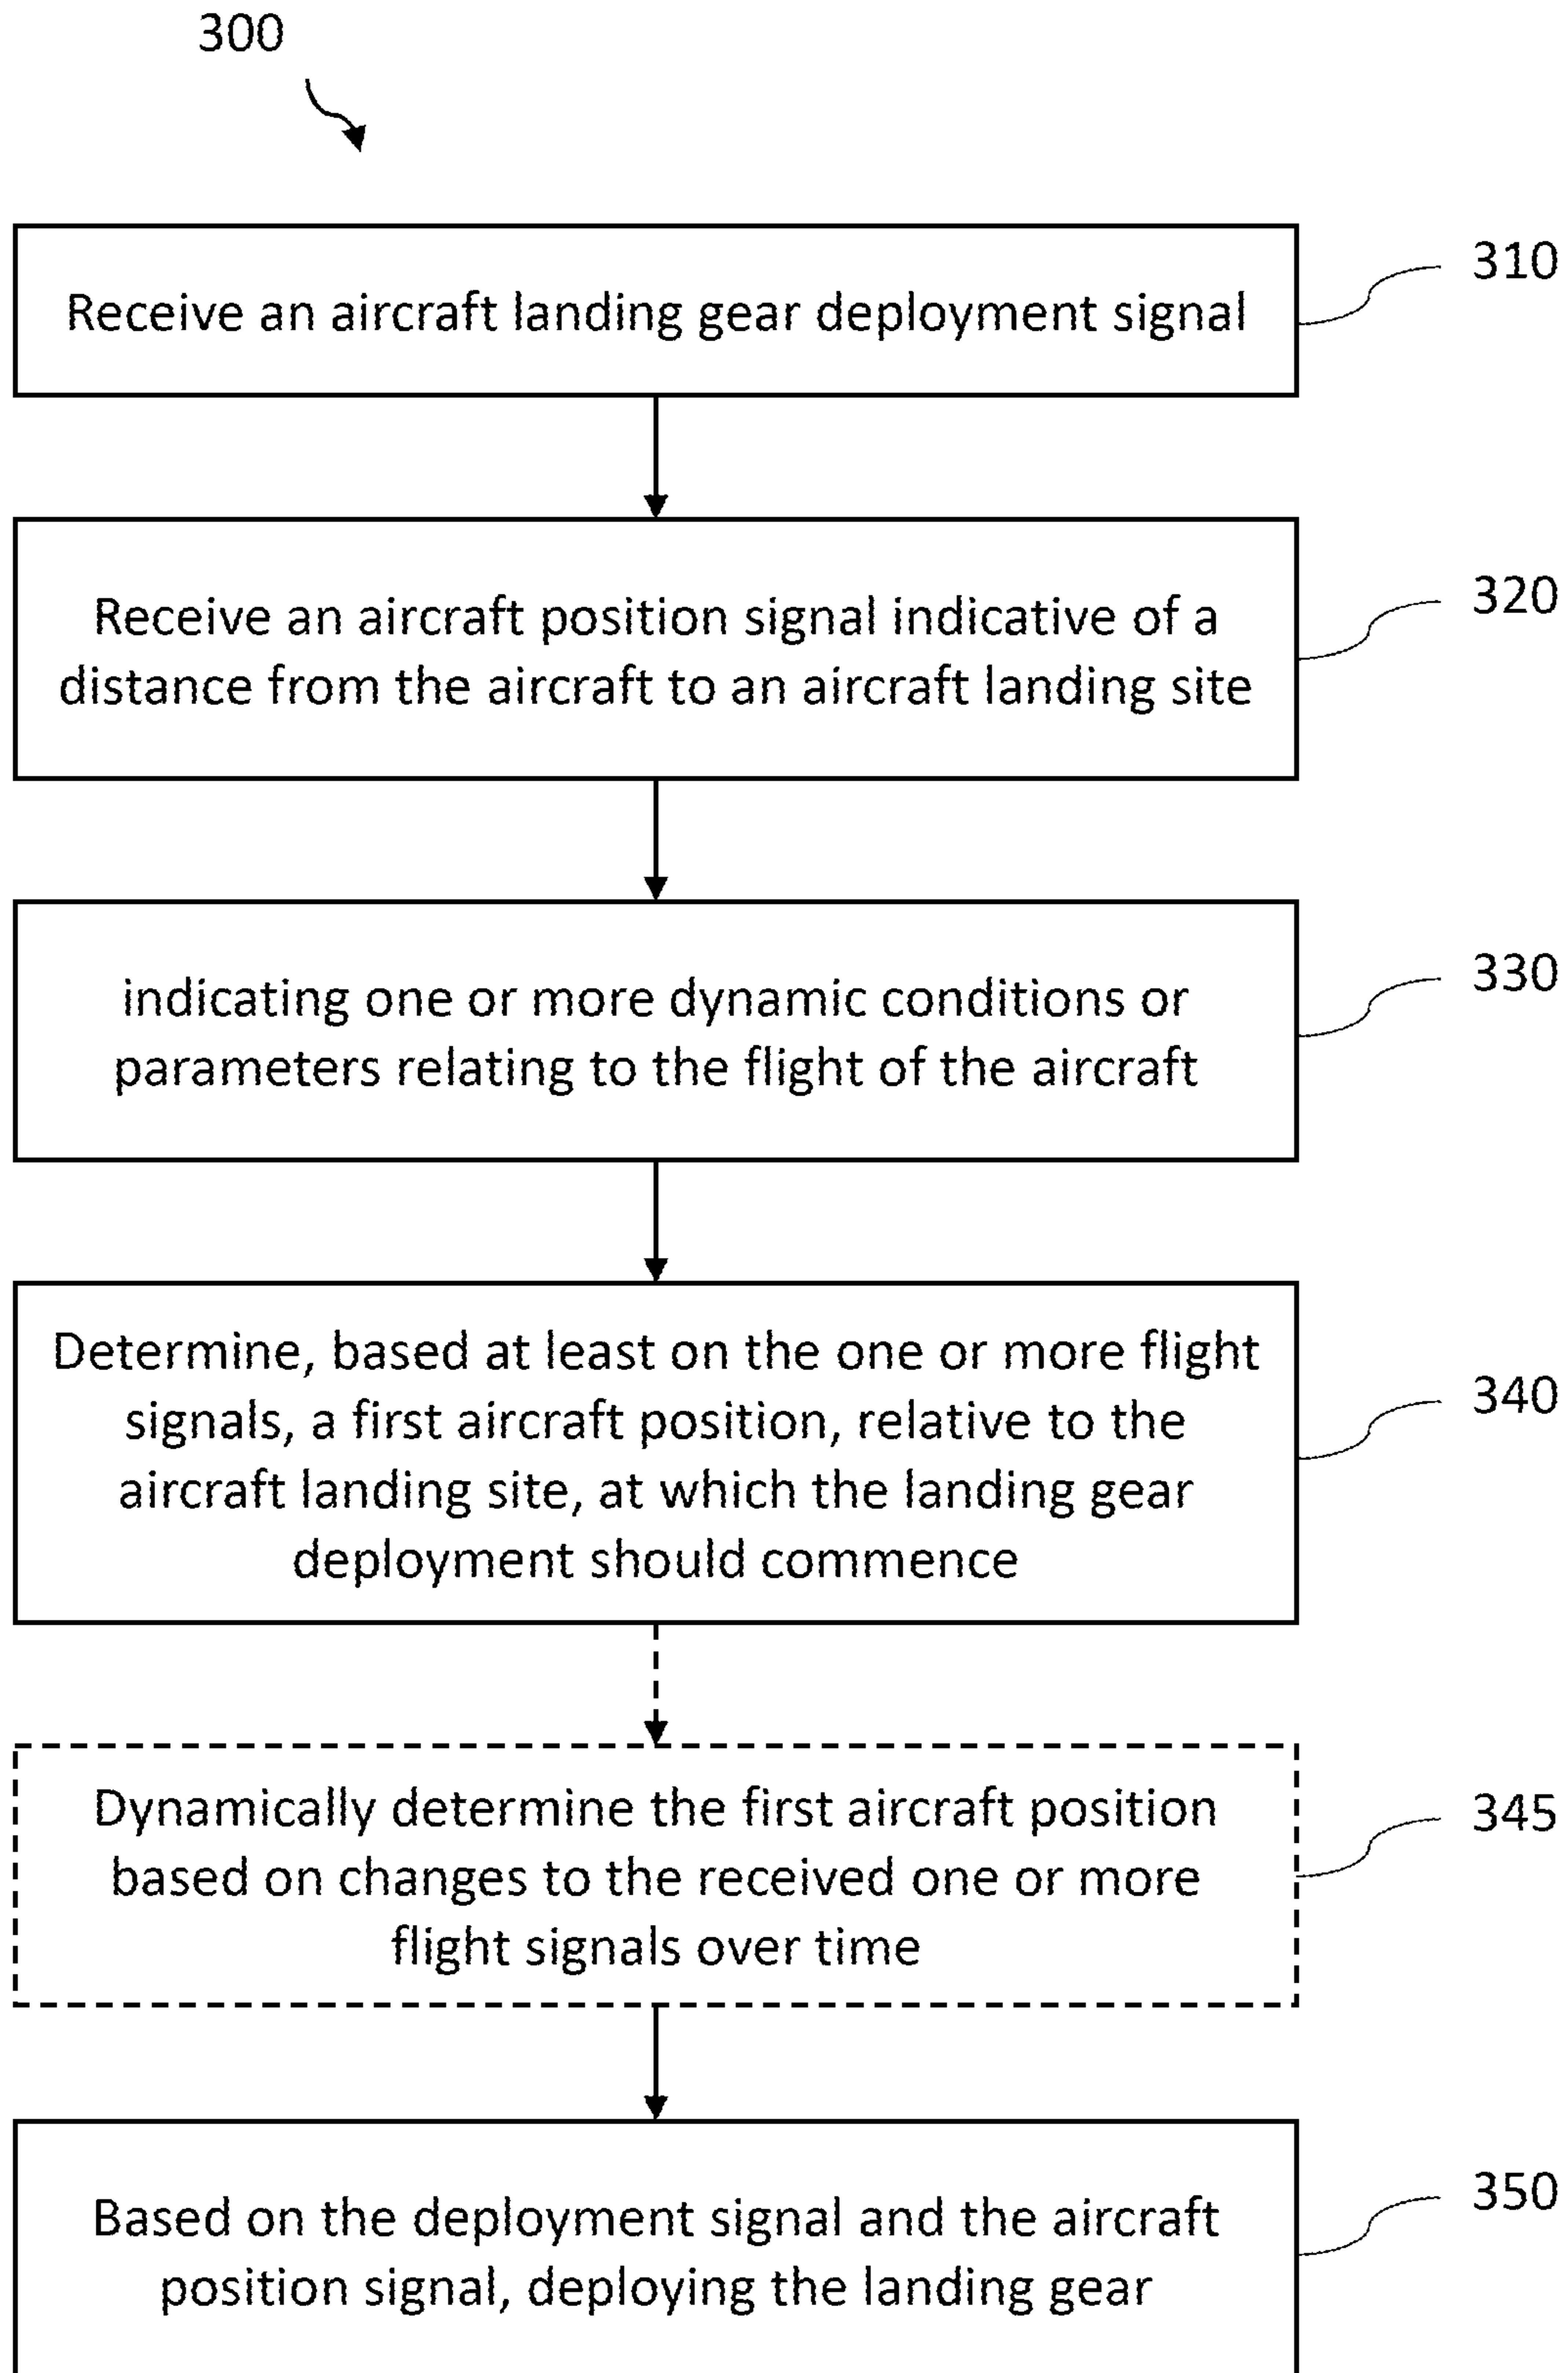 300
Receive an aircraft landing gear deployment signal
310
Receive an aircraft position signal indicative of a
distance from the aircraft to an aircraft landing site
320
indicating one or more dynamic conditions or
parameters relating to the flight of the aircraft
330
Determine, based at least on the one or more flight
signals, a first aircraft position, relative to the
aircraft landing site, at which the landing gear
deployment should commence
340
Dynamically determine the first aircraft position
based on changes to the received one or more
flight signals over time
345
Based on the deployment signal and the aircraft
position signal, deploying the landing gear
350